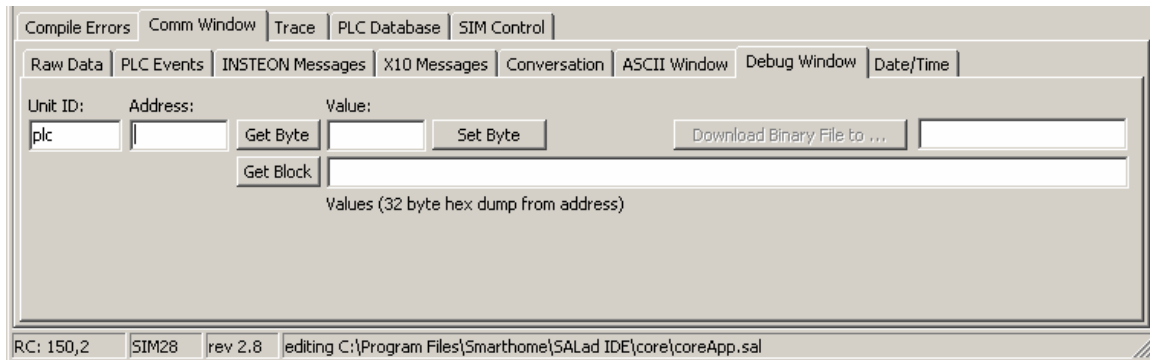 Compile Errors Comm Window Trace PLC Database SIM Control
Raw Data PLC Events INSTEON Messages X10 Messages Conversation ASCII Window Debug Window Date/Time
Unit ID: Address: Value:
plc Get Byte Set Byte Download Binary File to ...
Get Block
Values (32 byte hex dump from address)
RC: 150,2 SIM28 rev 2.8 editing C:\Program Files\Smarthome\SALad IDE\core\coreApp.sal